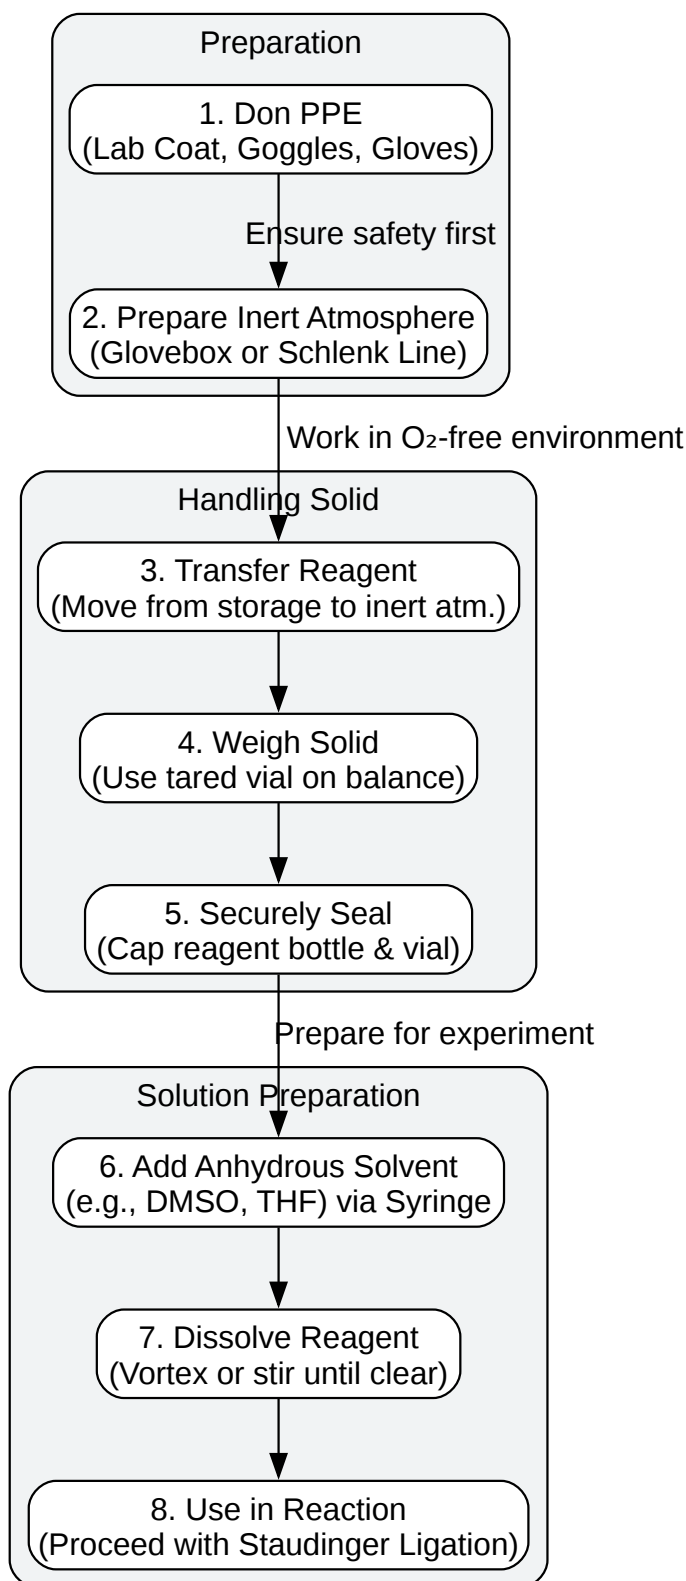 Preparation
1. Don PPE
(Lab Coat, Goggles, Gloves)
Ensure safety first
2. Prepare Inert Atmosphere
(Glovebox or Schlenk Line)
Work in O₂-free environment
Handling Solid
3. Transfer Reagent
(Move from storage to inert atm.)
4. Weigh Solid
(Use tared vial on balance)
5. Securely Seal
(Cap reagent bottle & vial)
Prepare for experiment
Solution Preparation
6. Add Anhydrous Solvent
(e.g., DMSO, THF) via Syringe
7. Dissolve Reagent
(Vortex or stir until clear)
8. Use in Reaction
(Proceed with Staudinger Ligation)